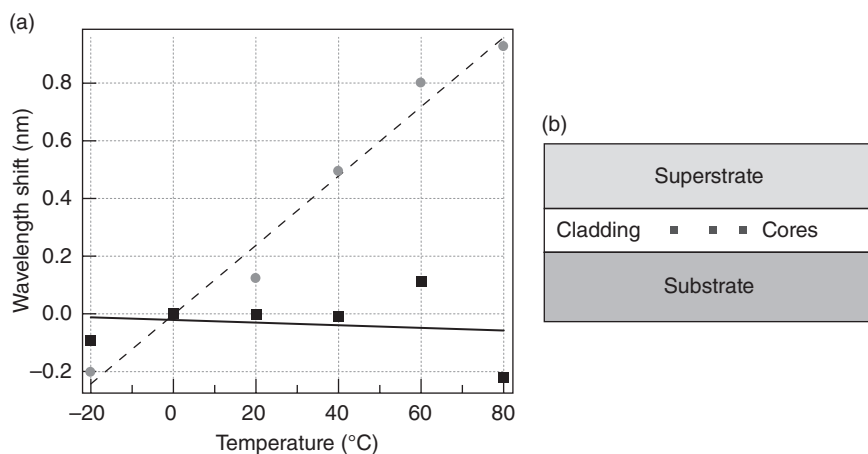 (a)
Wavelength shift (nm)
0.8
0.6
0.4
0.2
0.0
–0.2
–20 0 20 40 60 80
Temperature (°C)
(b)
Superstrate
Cladding Cores
Substrate